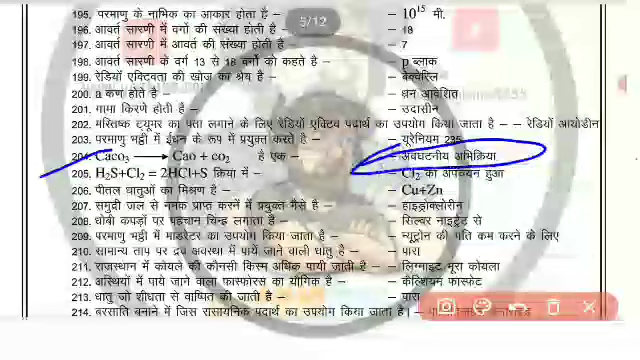 195. परमाणु के नाभिक का आकार होता है – – 10¹⁵ मी.
5/12
196. आवर्त सारणी में वर्गो की संख्या होती है – – 18
197. आवर्त सारणी में आवर्त की संख्या होती – – 7
198. आवर्त सारणी के वर्ग 13 से 18 वर्गो को कहते है – – p ब्लाक
199. रेडियों एक्टिवता की खोज का श्रेय है – – बेक्वेरिल
200. a कण होते है – – धन आवेशित
201. गामा किरणे होती है – – उदासीन
202. मस्तिष्क ट्यूमर का पता लगाने के लिए रेडियों एक्टिव पदार्थ का उपयोग किया जाता है – – रेडियों आयोडीन
203. परमाणु भट्टी में ईंधन के रूप में प्रयुक्त करते है – – यूरेनियम 235
204. Caco₃ ⟶ Cao + co₂ है एक – – अवघटनीय अभिक्रिया
205. H₂S+Cl₂ = 2HCl+S क्रिया में – – Cl₂ का अपचयन हुआ
206. पीतल धातुओं का मिश्रण है – – Cu+Zn
207. समुद्री जल से नमक प्राप्त करने में प्रयुक्त गैसे है – – हाइड्रोक्लोरीन
208. धोबी कपड़ों पर पहचान चिन्ह लगाता है – – सिल्वर नाइट्रेट से
209. परमाणु भट्टी में माडरेटर का उपयोग किया जाता है – – न्यूट्रोन की गति कम करने के लिए
210. सामान्य ताप पर द्रव अवस्था में पायें जाने वाली धातु है – – पारा
211. राजस्थान में कोयले की कोनसी किस्म अधिक पायी जाती है – – लिग्नाइट भूरा कोयला
212. अस्थियों में पाये जाने वाला फास्फोरस का यौगिक है – – कैल्शियम फास्फेट
213. धातु जो शीघता से वाष्पित की जाती है – – पारा
214. बरसाति बनाने में जिस रासायनिक पदार्थ का उपयोग किया जाता है। –